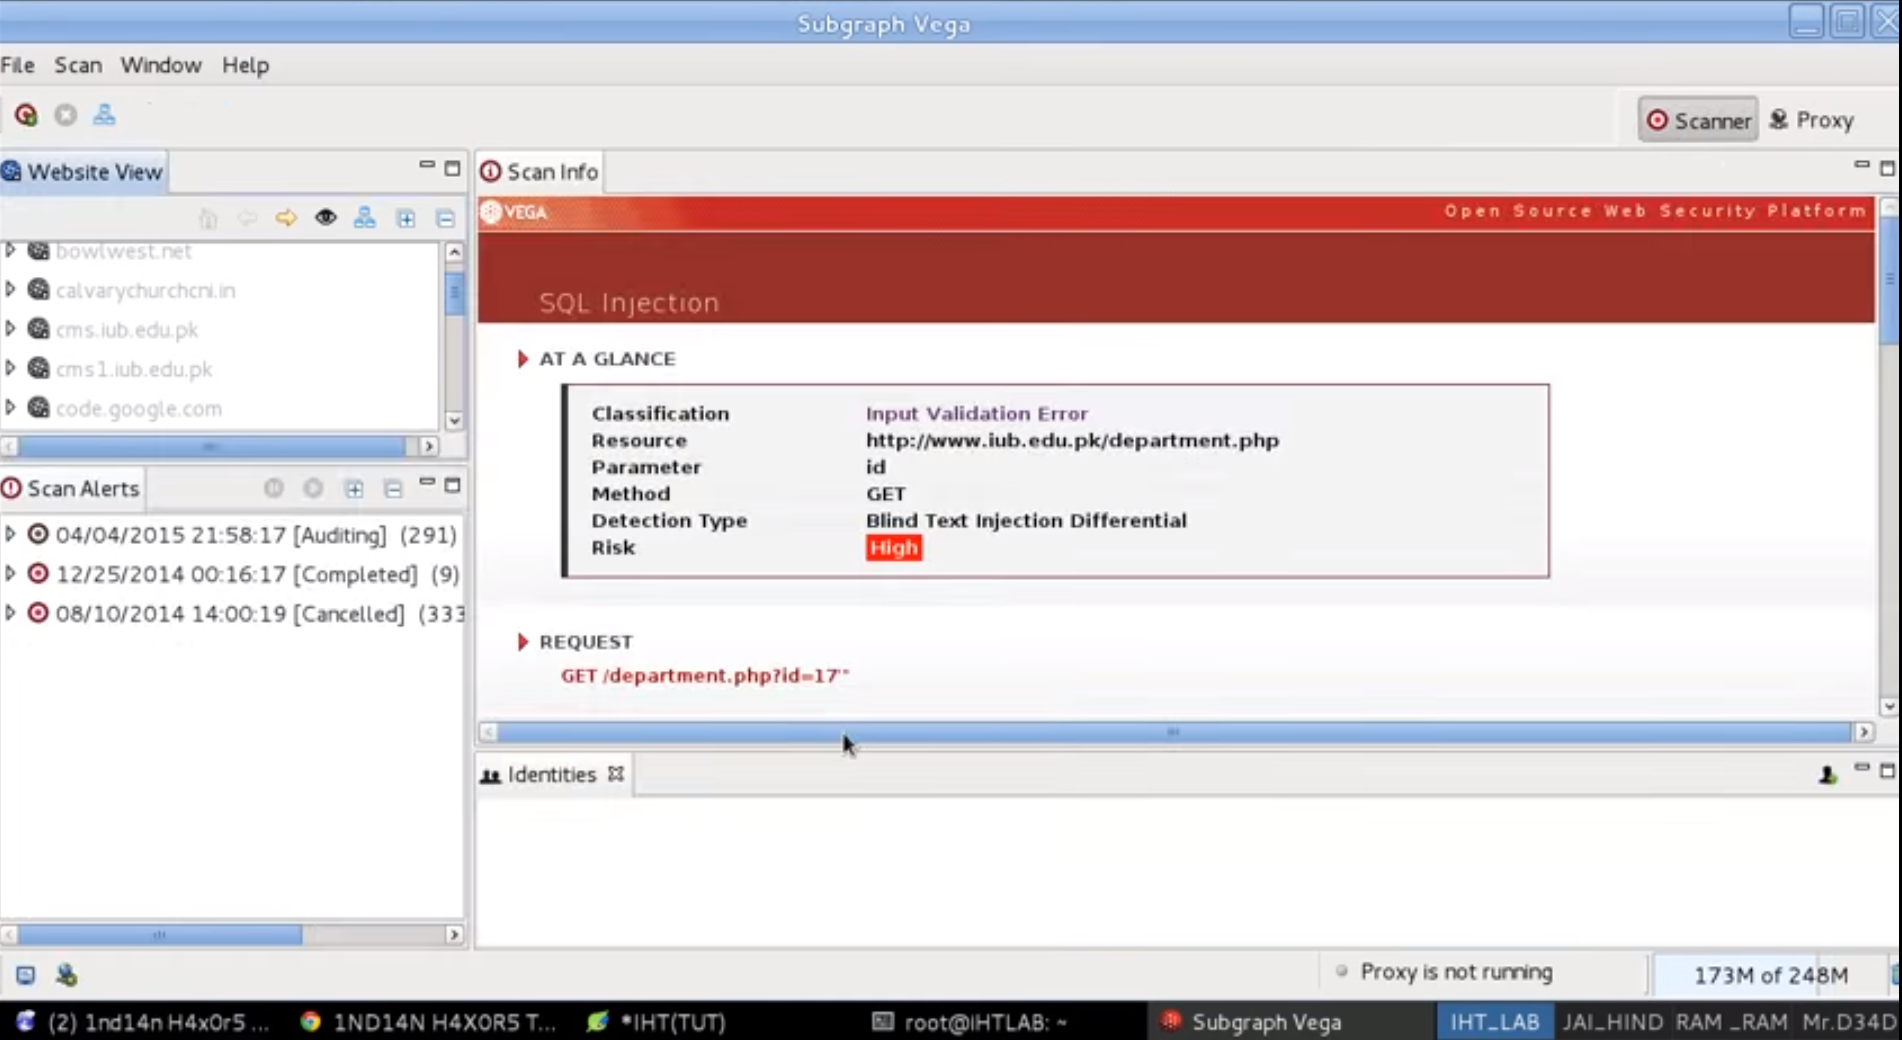 Subgraph Vega
File Scan Window Help
Scanner Proxy
Website View
bowlwest.net
calvarychurchcni.in
cms.iub.edu.pk
cms1.iub.edu.pk
code.google.com
Scan Alerts
04/04/2015 21:58:17 [Auditing] (291)
12/25/2014 00:16:17 [Completed] (9)
08/10/2014 14:00:19 [Cancelled] (333
Scan Info
VEGA Open Source Web Security Platform
SQL Injection
AT A GLANCE
Classification Input Validation Error
Resource http://www.iub.edu.pk/department.php
Parameter id
Method GET
Detection Type Blind Text Injection Differential
Risk High
REQUEST
GET /department.php?id=17'"
Identities
Proxy is not running 173M of 248M
(2) 1nd14n H4x0r5 ... 1ND14N H4X0R5 T... *IHT(TUT) root@IHTLAB: ~ Subgraph Vega IHT_LAB JAI_HIND RAM _RAM Mr.D34D